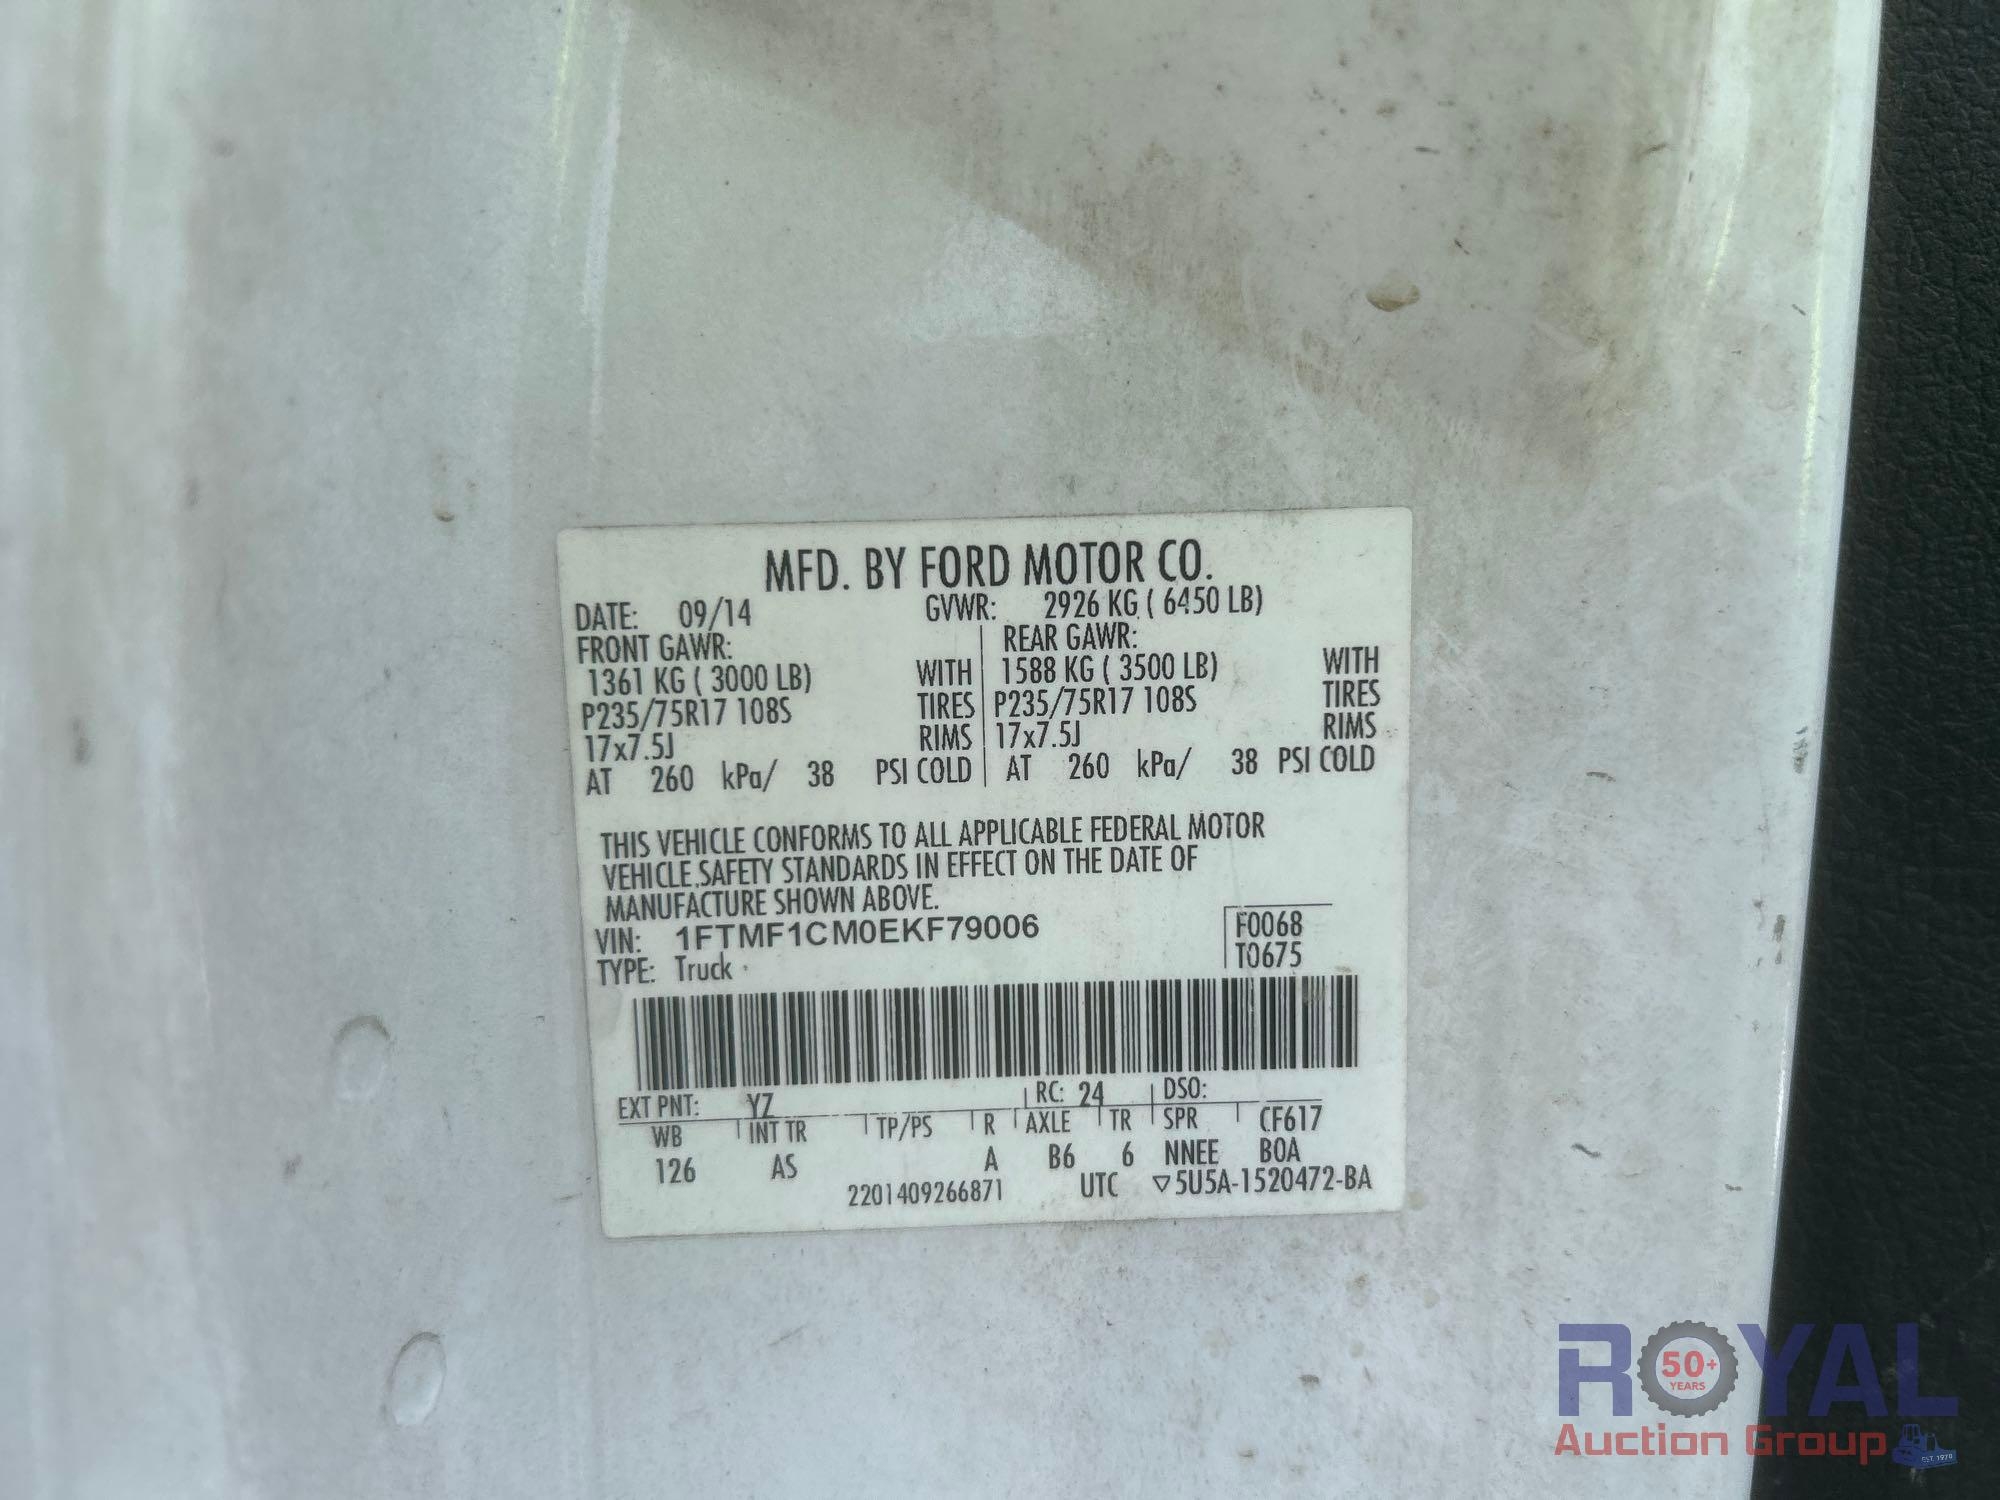 MFD. BY FORD MOTOR CO.
DATE: 09/14 GVWR: 2926 KG ( 6450 LB)
FRONT GAWR: REAR GAWR:
1361 KG ( 3000 LB) WITH 1588 KG ( 3500 LB) WITH
P235/75R17 108S TIRES P235/75R17 108S TIRES
17x7.5J RIMS 17x7.5J RIMS
AT 260 kPa/ 38 PSI COLD AT 260 kPa/ 38 PSI COLD
THIS VEHICLE CONFORMS TO ALL APPLICABLE FEDERAL MOTOR
VEHICLE SAFETY STANDARDS IN EFFECT ON THE DATE OF
MANUFACTURE SHOWN ABOVE.
VIN: 1FTMF1CM0EKF79006 F0068
TYPE: Truck T0675
EXT PNT: YZ RC: 24 DSO:
WB INT TR TP/PS R AXLE TR SPR CF617
126 AS A B6 6 NNEE BOA
2201409266871 UTC ▽5U5A-1520472-BA
ROYAL
50+
YEARS
Auction Group
EST. 1970